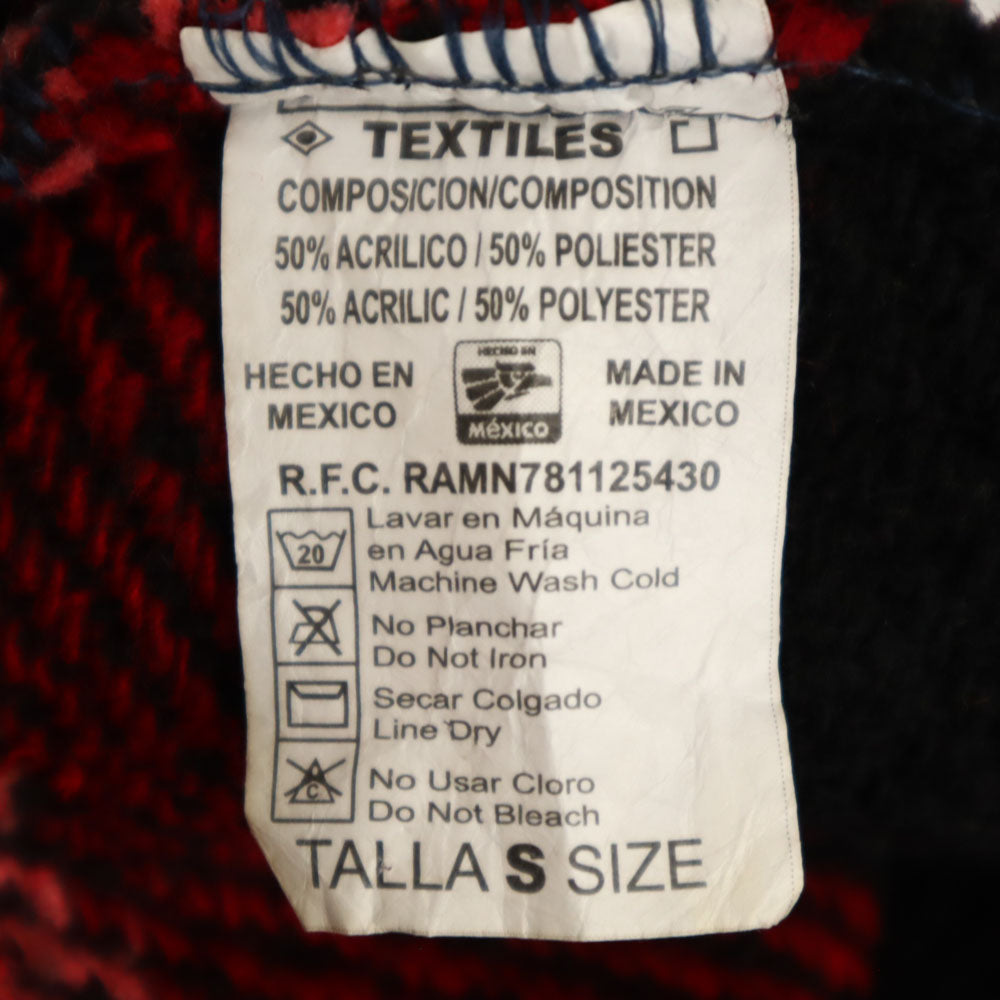 TEXTILES
COMPOSICION/COMPOSITION
50% ACRILICO / 50% POLIESTER
50% ACRILIC / 50% POLYESTER
HECHO EN
MEXICO
HECHO EN
MéXICO
MADE IN
MEXICO
R.F.C. RAMN781125430
20
Lavar en Máquina
en Agua Fría
Machine Wash Cold
No Planchar
Do Not Iron
Secar Colgado
Line Dry
C
No Usar Cloro
Do Not Bleach
TALLA S SIZE